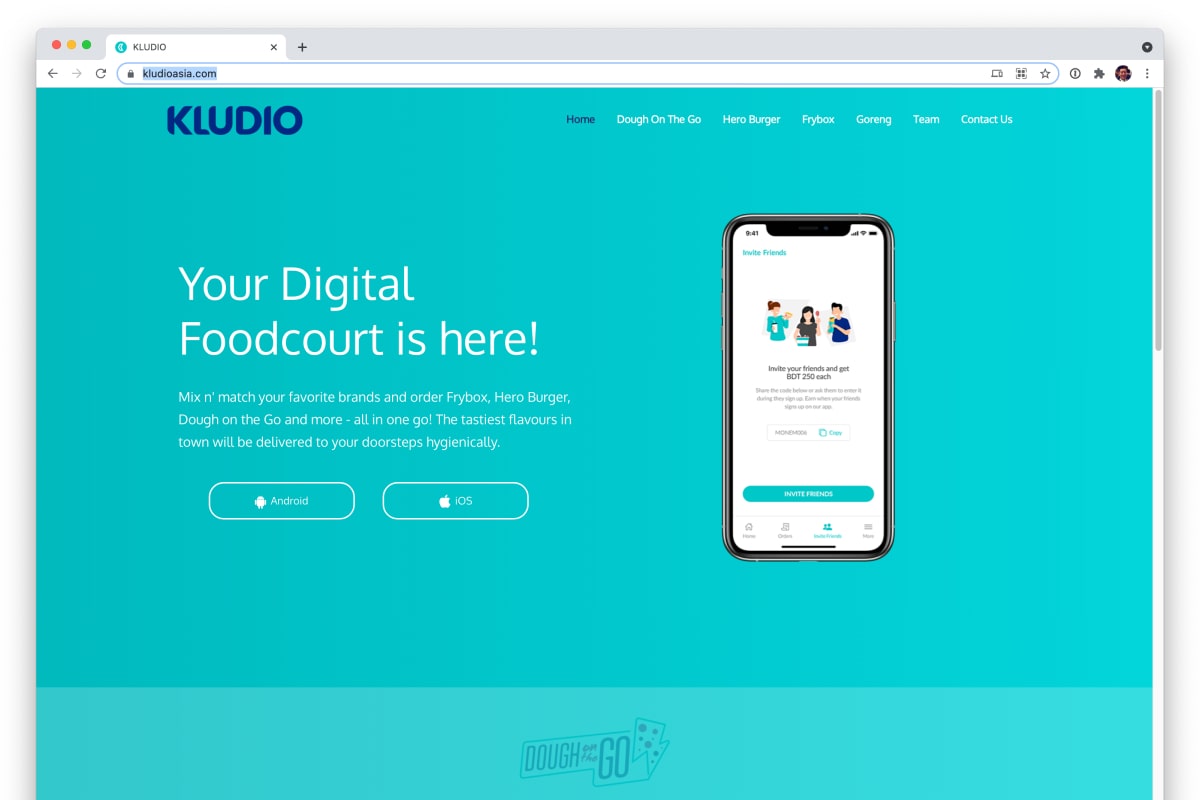 KLUDIO
kludioasia.com
KLUDIO
Home Dough On The Go Hero Burger Frybox Goreng Team Contact Us
Your Digital
Foodcourt is here!
Mix n' match your favorite brands and order Frybox, Hero Burger,
Dough on the Go and more - all in one go! The tastiest flavours in
town will be delivered to your doorsteps hygienically.
Android
iOS
9:41
Invite Friends
Invite your friends and get
BDT 250 each
Share the code below or ask them to enter it
during they sign up. Earn when your friends
signs up on our app.
MONEM006 Copy
INVITE FRIENDS
Home Orders Invite Friends More
DOUGH on the GO